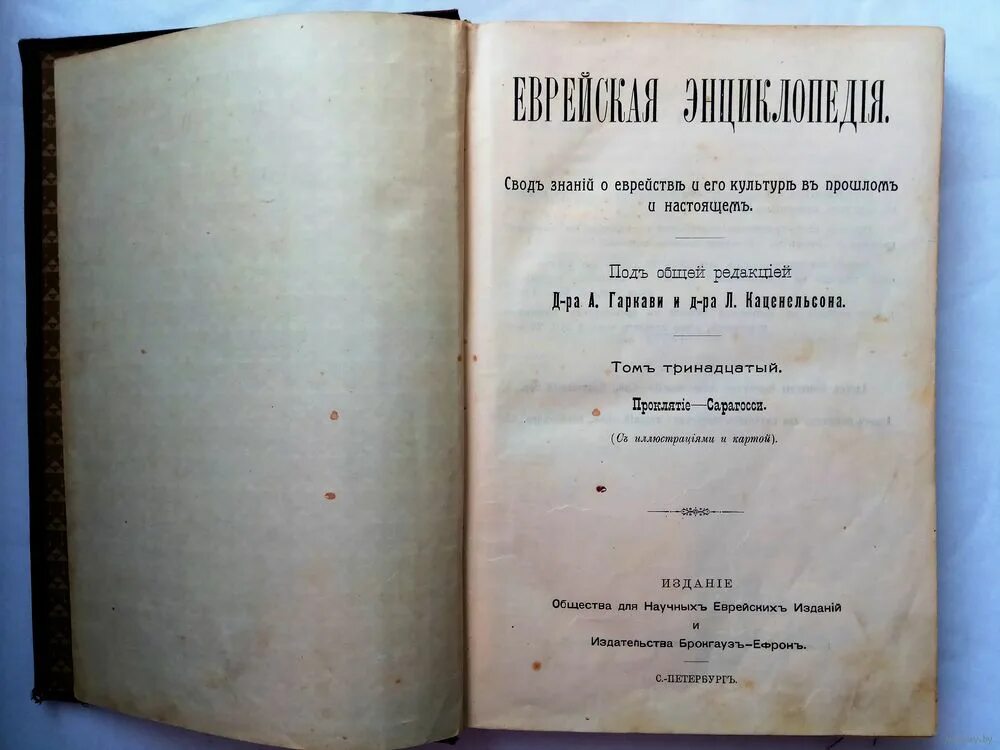 ЕВРЕЙСКАЯ ЭНЦИКЛОПЕДІЯ.
Сводъ знаній о еврействѣ и его культурѣ въ прошломъ
и настоящемъ.
Подъ общей редакціей
Д-ра А. Гаркави и д-ра Л. Каценельсона.
Томъ тринадцатый.
Проклятіе—Сарагосси.
(Съ иллюстраціями и картой).
ИЗДАНІЕ
Общества для Научныхъ Еврейскихъ Изданій
и
Издательства Брокгаузъ-Ефронъ.
С.-ПЕТЕРБУРГЪ.